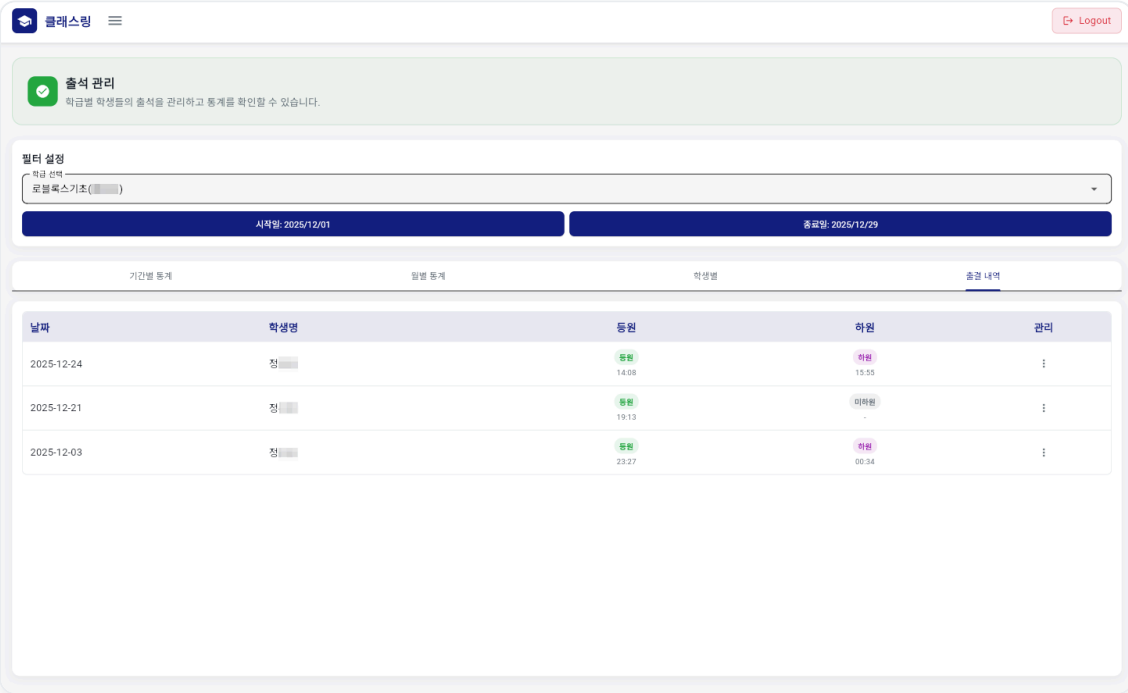 클래스링
Logout
출석 관리
학급별 학생들의 출석을 관리하고 통계를 확인할 수 있습니다.
필터 설정
학급 선택
로블록스기초( )
시작일: 2025/12/01 종료일: 2025/12/29
기간별 통계 월별 통계 학생별 출결 내역
날짜 학생명 등원 하원 관리
2025-12-24 정 등원 하원
14:08 15:55
2025-12-21 정 등원 미하원
19:13 -
2025-12-03 정 등원 하원
23:27 00:34